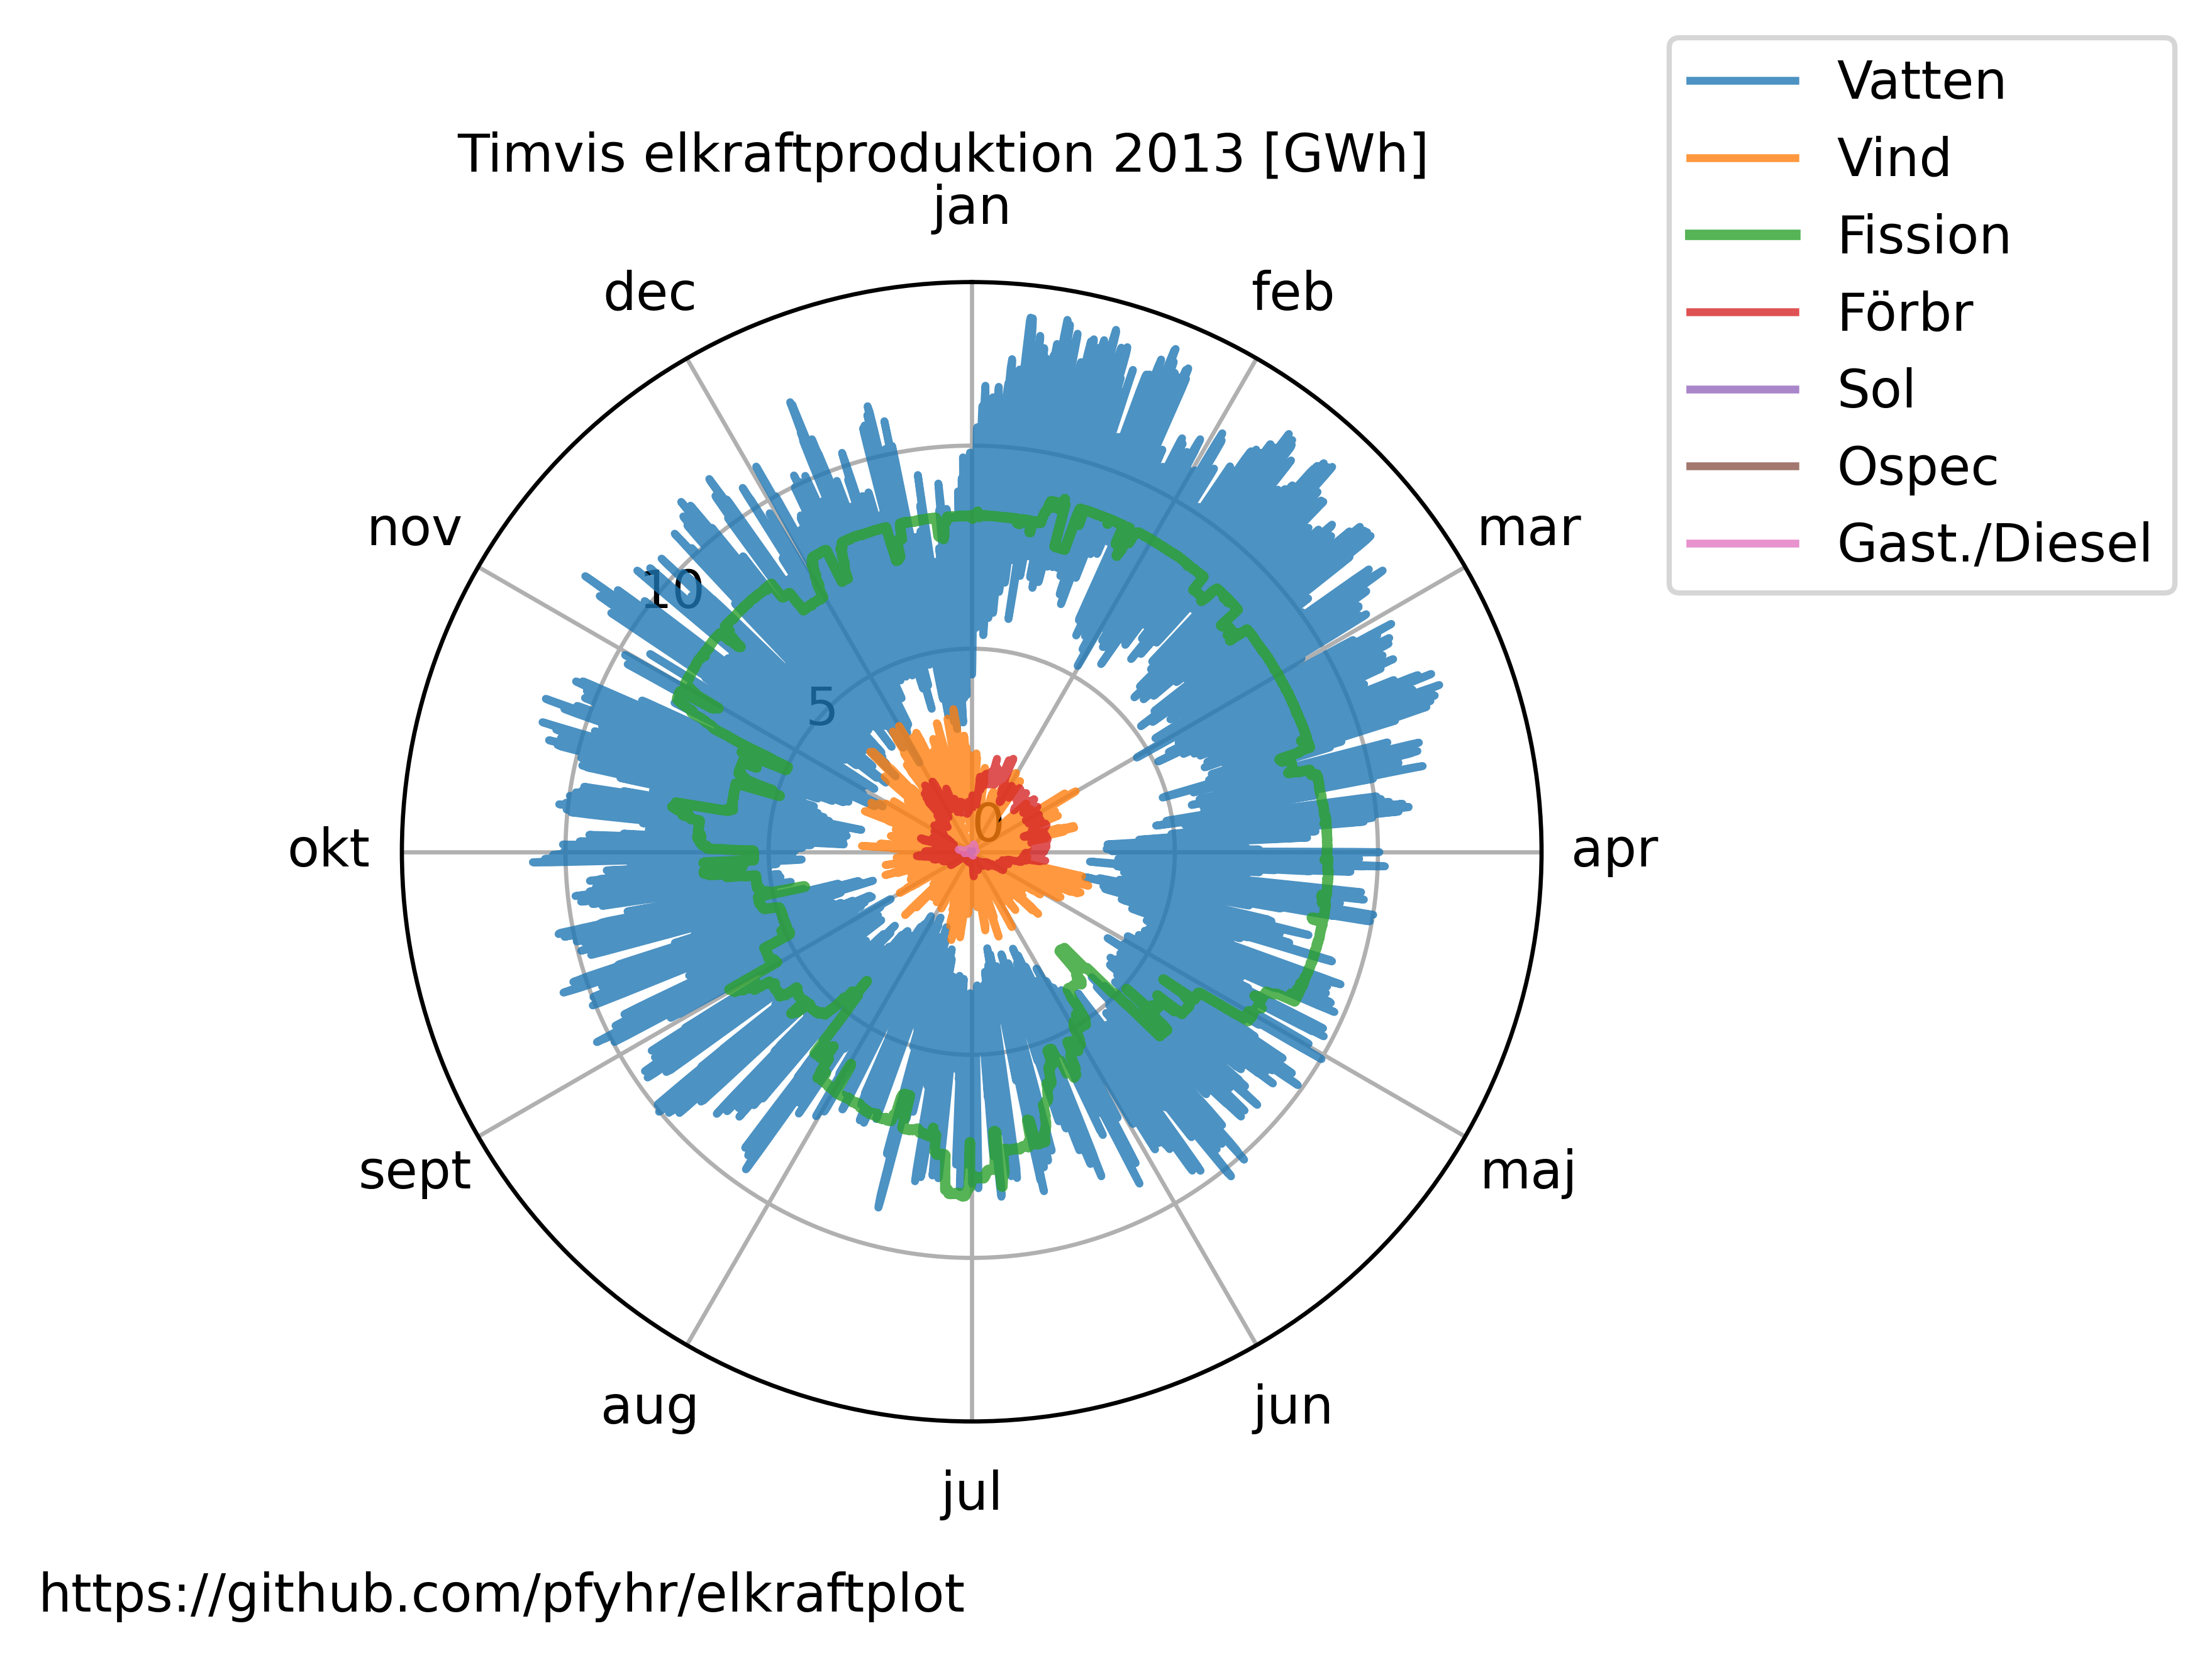 Timvis elkraftproduktion 2013 [GWh]
jan
feb
mar
apr
maj
jun
jul
aug
sept
okt
nov
dec
10
5
0
Vatten
Vind
Fission
Förbr
Sol
Ospec
Gast./Diesel
https://github.com/pfyhr/elkraftplot